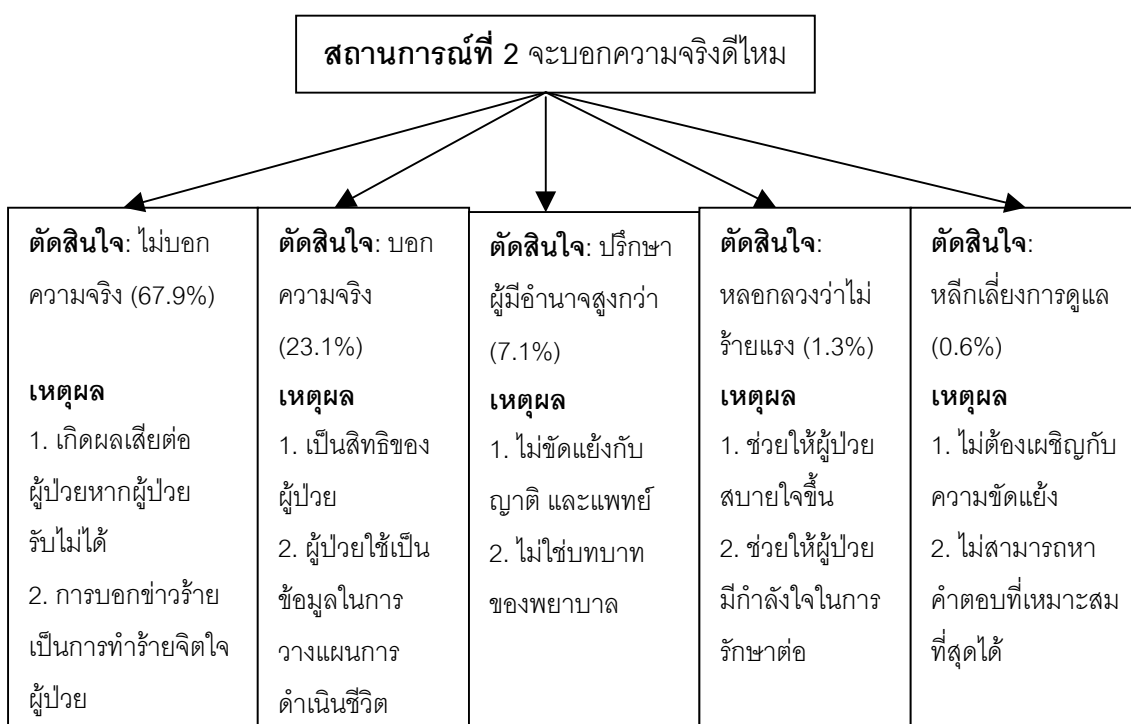 สถานการณ์ที่ 2 จะบอกความจริงดีไหม
ตัดสินใจ: ไม่บอก
ความจริง (67.9%)
เหตุผล
1. เกิดผลเสียต่อ
ผู้ป่วยหากผู้ป่วย
รับไม่ได้
2. การบอกข่าวร้าย
เป็นการทำร้ายจิตใจ
ผู้ป่วย
ตัดสินใจ: บอก
ความจริง
(23.1%)
เหตุผล
1. เป็นสิทธิของ
ผู้ป่วย
2. ผู้ป่วยใช้เป็น
ข้อมูลในการ
วางแผนการ
ดำเนินชีวิต
ตัดสินใจ: ปรึกษา
ผู้มีอำนาจสูงกว่า
(7.1%)
เหตุผล
1. ไม่ขัดแย้งกับ
ญาติ และแพทย์
2. ไม่ใช่บทบาท
ของพยาบาล
ตัดสินใจ:
หลอกลวงว่าไม่
ร้ายแรง (1.3%)
เหตุผล
1. ช่วยให้ผู้ป่วย
สบายใจขึ้น
2. ช่วยให้ผู้ป่วย
มีกำลังใจในการ
รักษาต่อ
ตัดสินใจ:
หลีกเลี่ยงการดูแล
(0.6%)
เหตุผล
1. ไม่ต้องเผชิญกับ
ความขัดแย้ง
2. ไม่สามารถหา
คำตอบที่เหมาะสม
ที่สุดได้